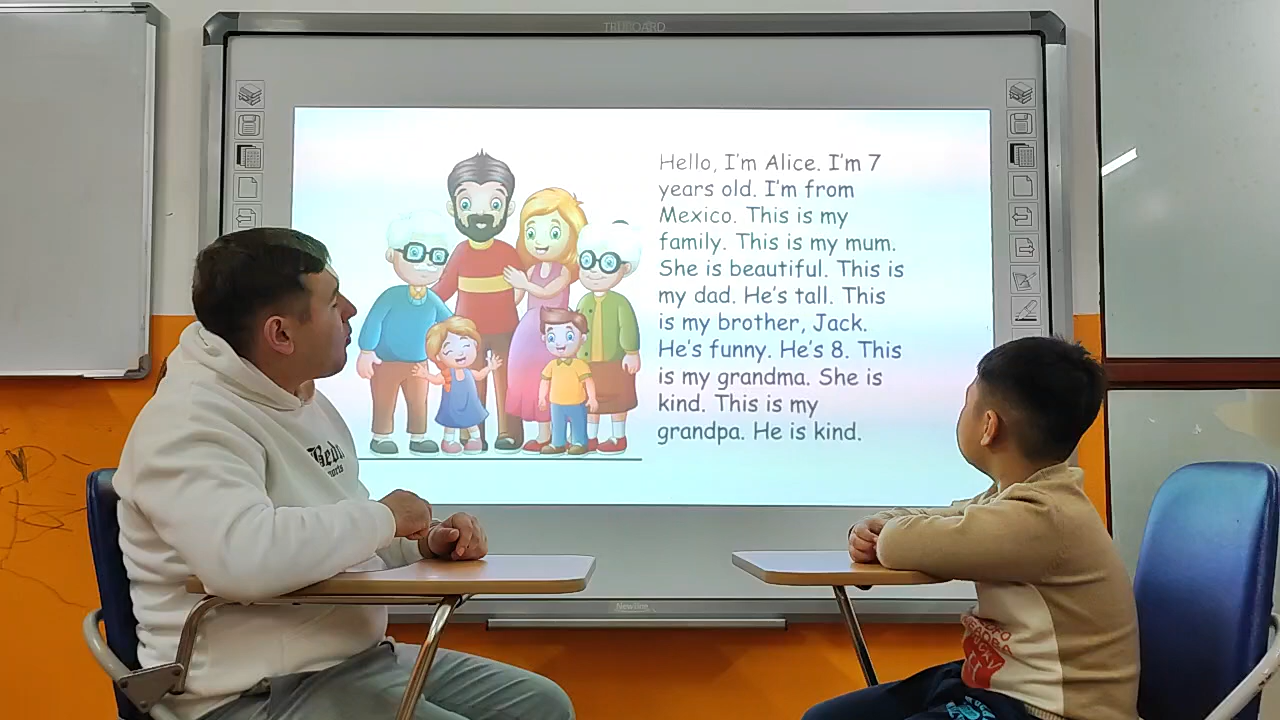 TRUBOARD
Hello, I'm Alice. I'm 7
years old. I'm from
Mexico. This is my
family. This is my mum.
She is beautiful. This is
my dad. He's tall. This
is my brother, Jack.
He's funny. He's 8. This
is my grandma. She is
kind. This is my
grandpa. He is kind.
Newline